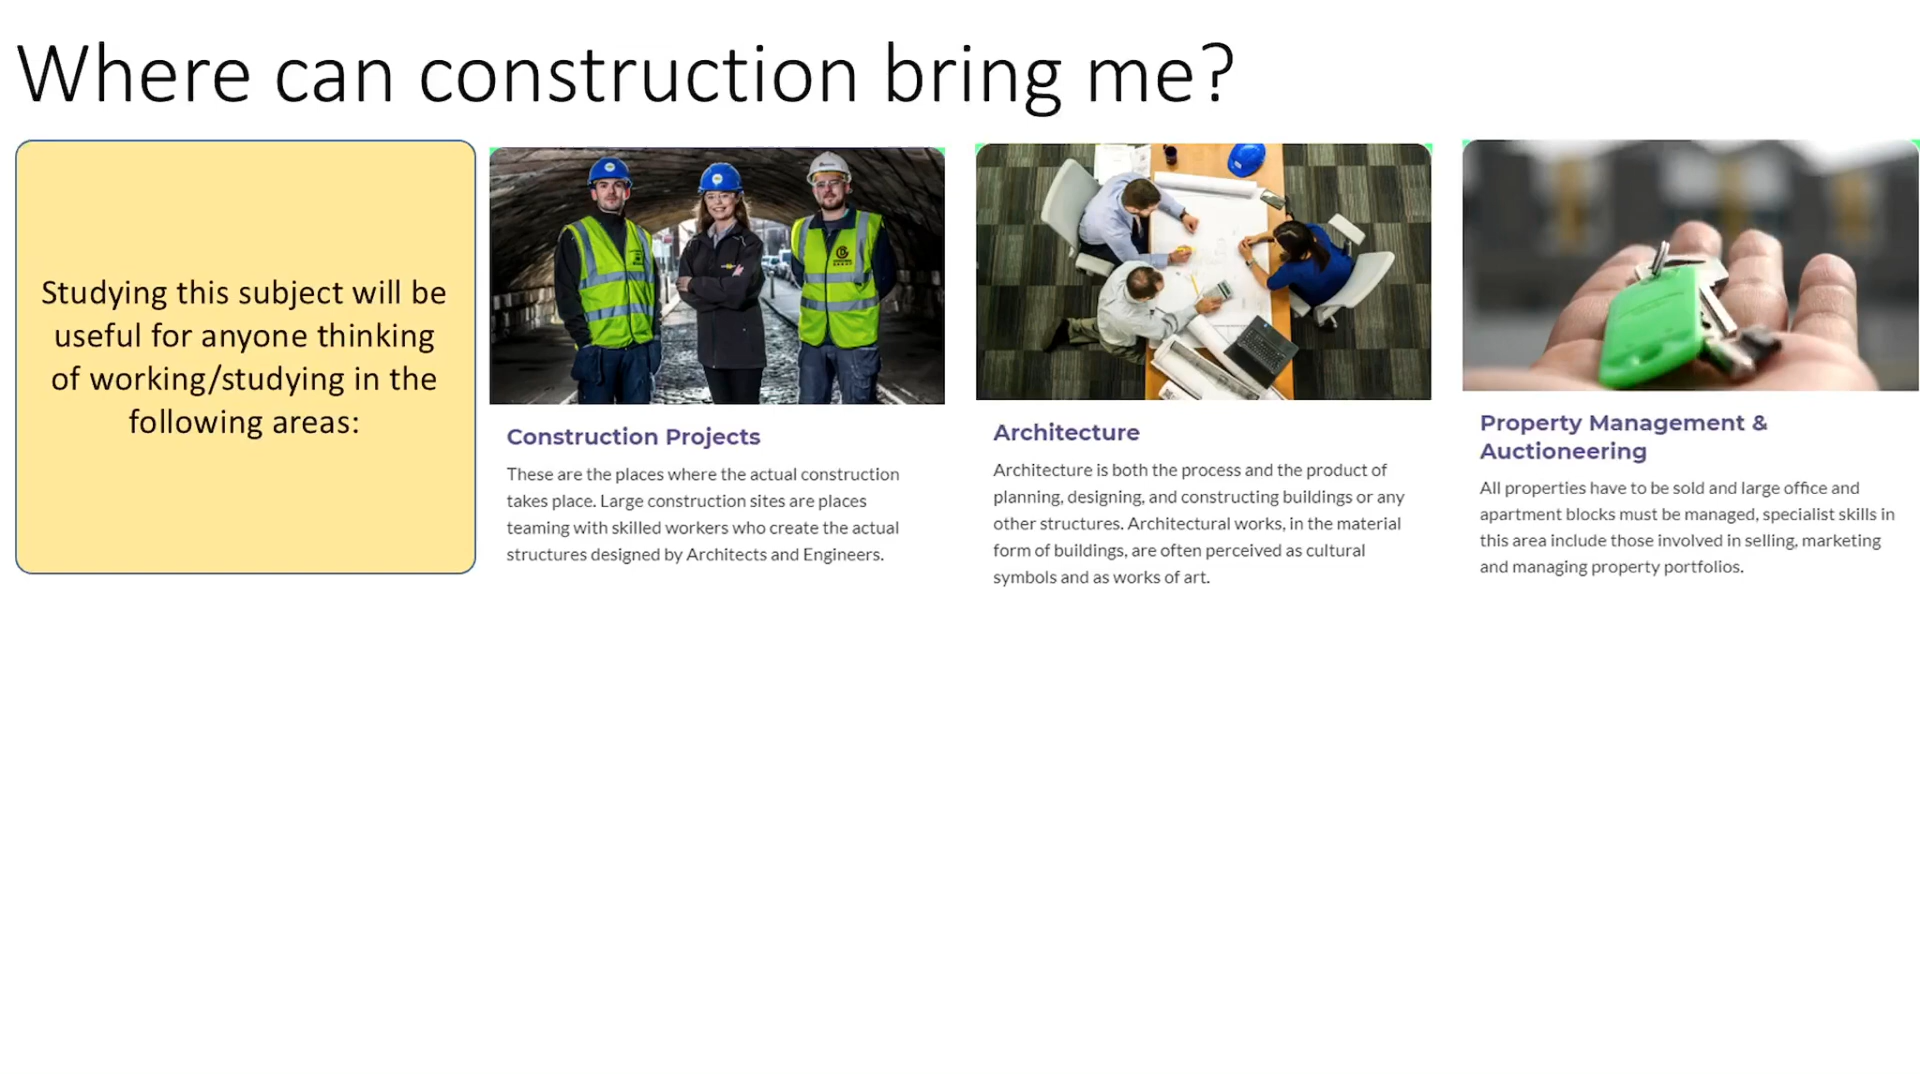 Where can construction bring me?
Studying this subject will be
useful for anyone thinking
of working/studying in the
following areas:
Construction Projects
These are the places where the actual construction
takes place. Large construction sites are places
teaming with skilled workers who create the actual
structures designed by Architects and Engineers.
Architecture
Architecture is both the process and the product of
planning, designing, and constructing buildings or any
other structures. Architectural works, in the material
form of buildings, are often perceived as cultural
symbols and as works of art.
Property Management &
Auctioneering
All properties have to be sold and large office and
apartment blocks must be managed, specialist skills in
this area include those involved in selling, marketing
and managing property portfolios.